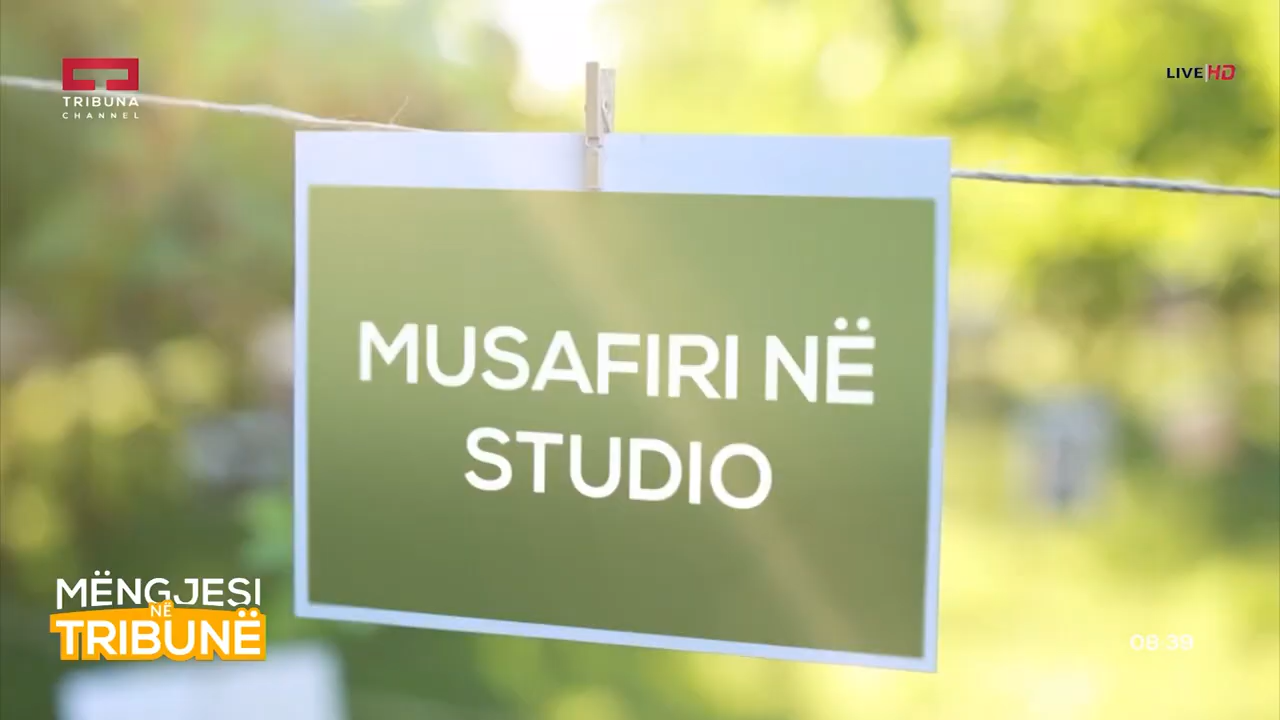 TRIBUNA
CHANNEL
LIVE HD
MUSAFIRI NË
STUDIO
MËNGJESI
NË
TRIBUNË
08:39